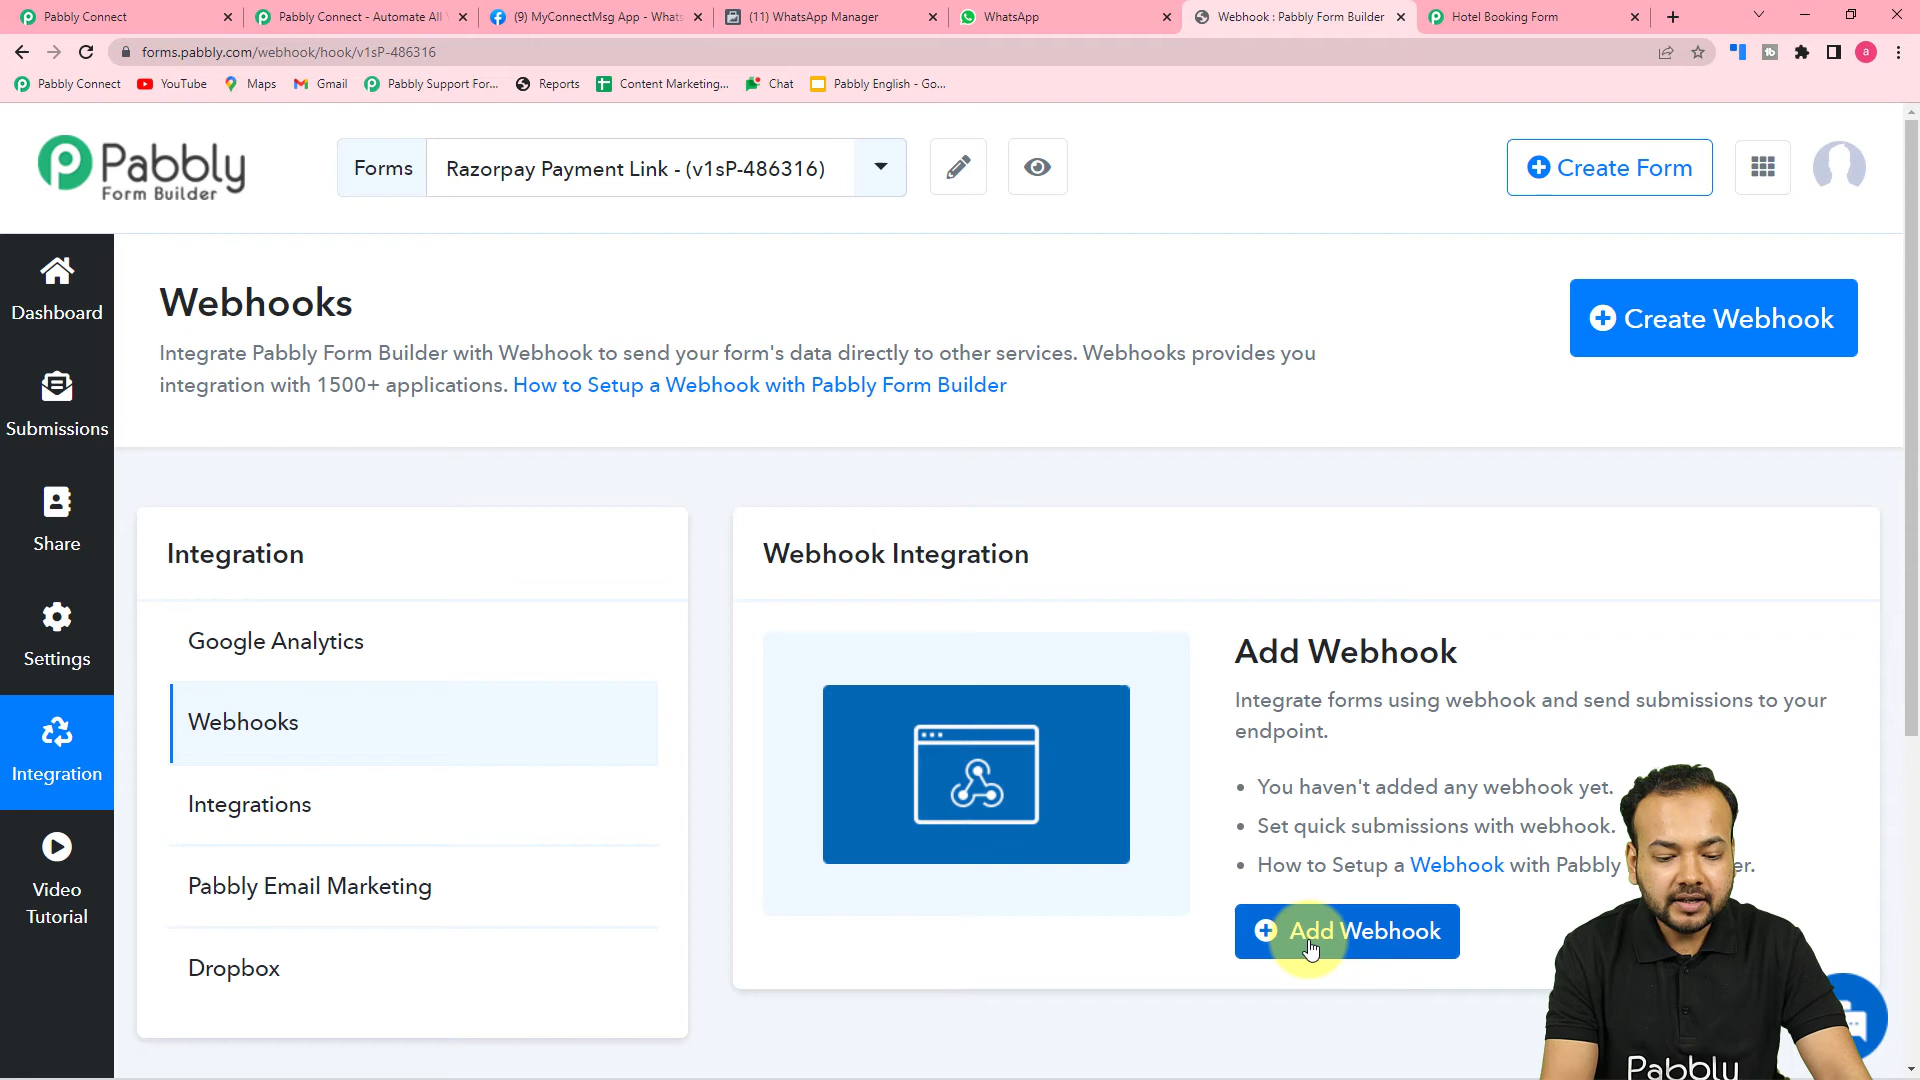 Pabbly Connect
Pabbly Connect - Automate All
(9) MyConnectMsg App - Whats
(11) WhatsApp Manager
WhatsApp
Webhook : Pabbly Form Builder
Hotel Booking Form
forms.pabbly.com/webhook/hook/v1sP-486316
Pabbly Connect
YouTube
Maps
Gmail
Pabbly Support For...
Reports
Content Marketing...
Chat
Pabbly English - Go...
Pabbly
Form Builder
Forms
Razorpay Payment Link - (v1sP-486316)
Create Form
Dashboard
Submissions
Share
Settings
Integration
Video
Tutorial
Webhooks
Integrate Pabbly Form Builder with Webhook to send your form's data directly to other services. Webhooks provides you
integration with 1500+ applications. How to Setup a Webhook with Pabbly Form Builder
Create Webhook
Integration
Google Analytics
Webhooks
Integrations
Pabbly Email Marketing
Dropbox
Webhook Integration
Add Webhook
Integrate forms using webhook and send submissions to your
endpoint.
• You haven't added any webhook yet.
• Set quick submissions with webhook.
• How to Setup a Webhook with Pabbly er.
Add Webhook
Pabbly